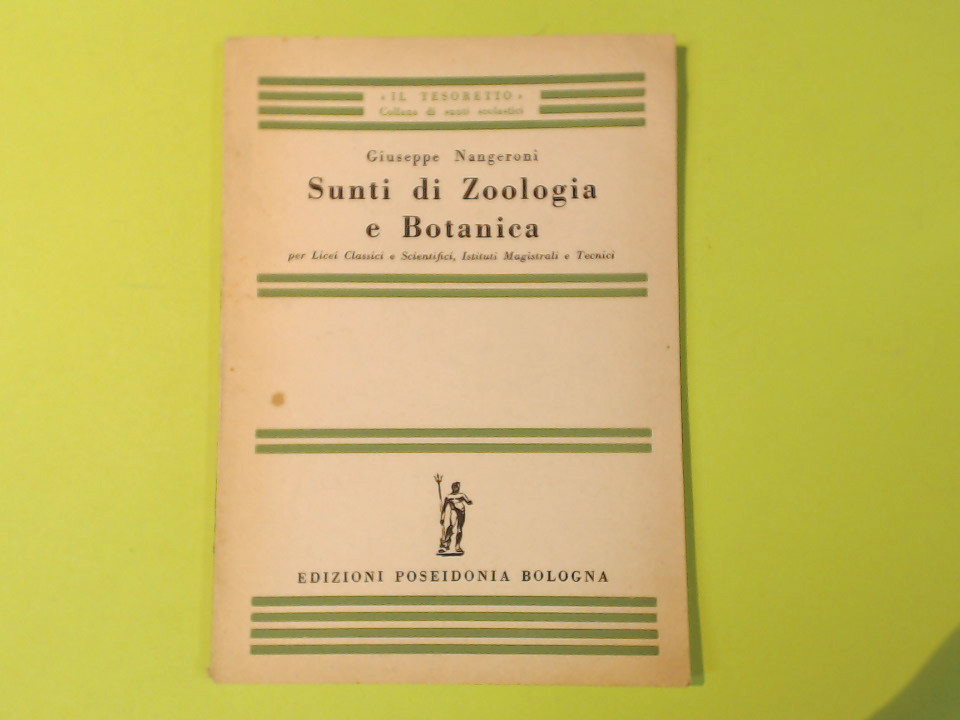 « IL TESORETTO »
Collana di sunti scolastici
Giuseppe Nangeroni
Sunti di Zoologia
e Botanica
per Licei Classici e Scientifici, Istituti Magistrali e Tecnici
EDIZIONI POSEIDONIA BOLOGNA